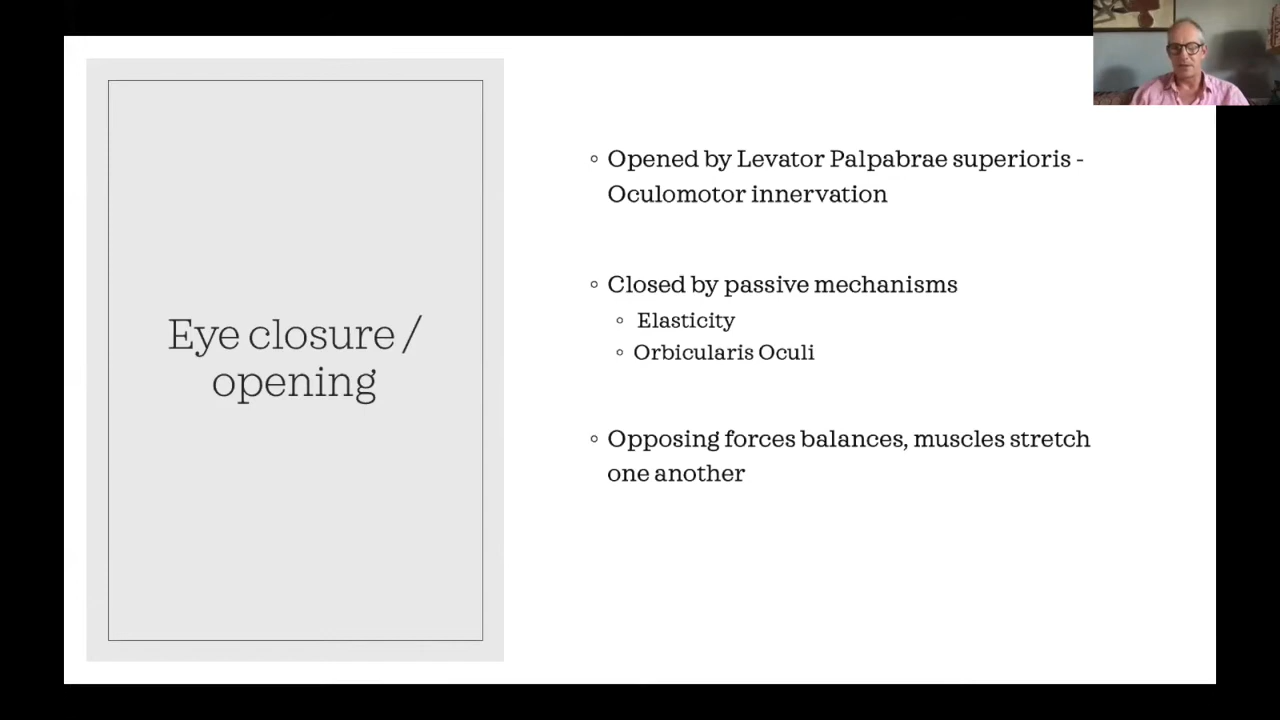 Eye closure /
opening
◦ Opened by Levator Palpabrae superioris -
Oculomotor innervation
◦ Closed by passive mechanisms
◦ Elasticity
◦ Orbicularis Oculi
◦ Opposing forces balances, muscles stretch
one another